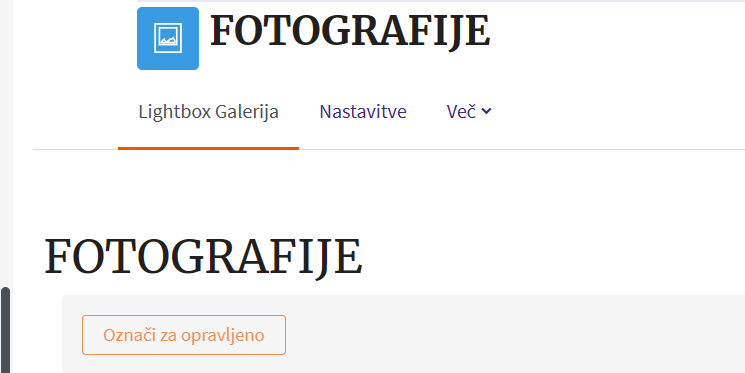 FOTOGRAFIJE
Lightbox Galerija Nastavitve Več
FOTOGRAFIJE
Označi za opravljeno